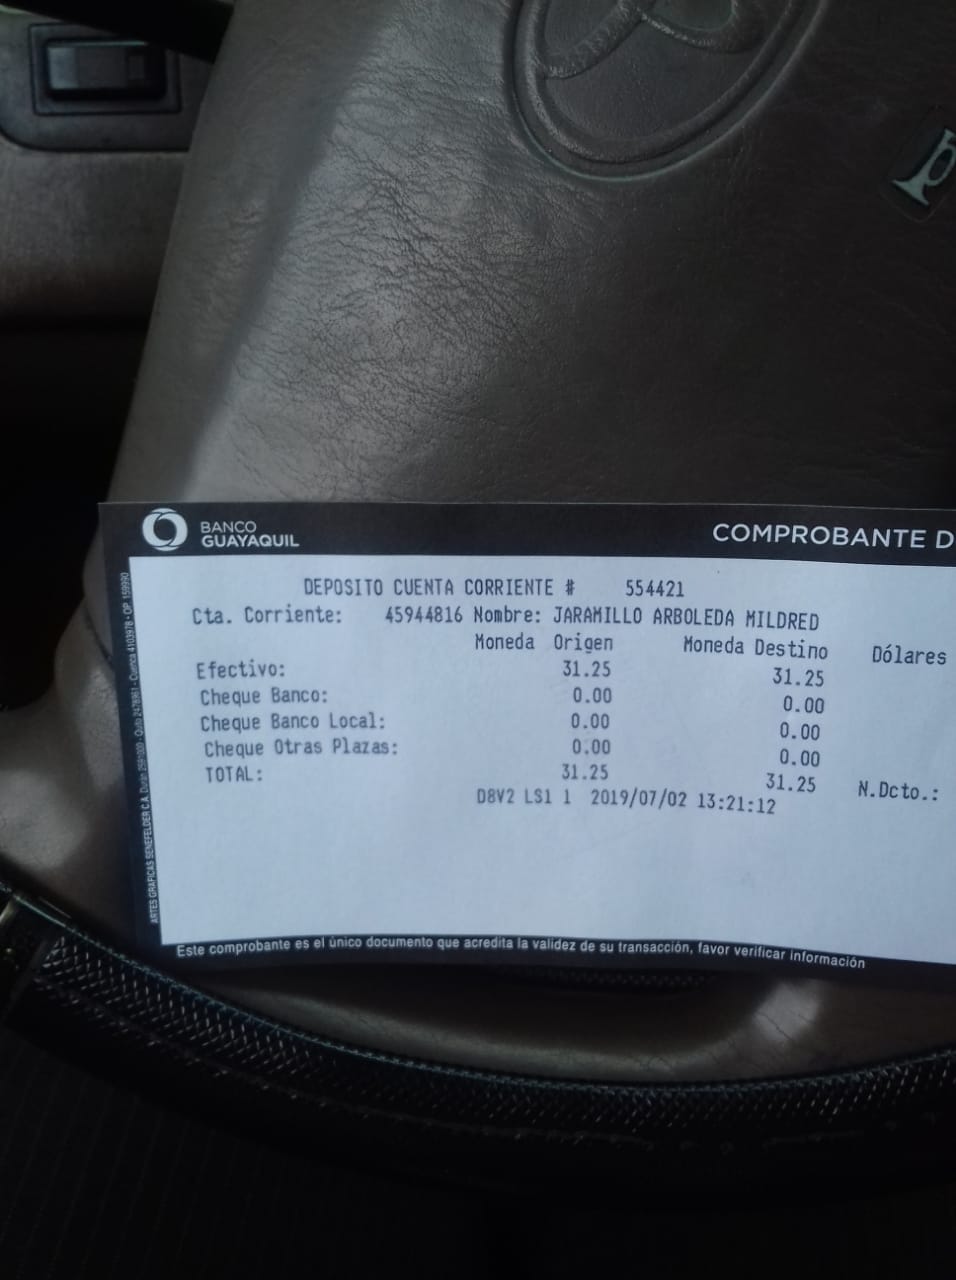 BANCO
GUAYAQUIL
COMPROBANTE D
DEPOSITO CUENTA CORRIENTE # 554421
Cta. Corriente: 45944816 Nombre: JARAMILLO ARBOLEDA MILDRED
Moneda Origen Moneda Destino Dólares
Efectivo: 31.25 31.25
Cheque Banco: 0.00 0.00
Cheque Banco Local: 0.00 0.00
Cheque Otras Plazas: 0.00 0.00
TOTAL: 31.25 31.25 N.Dcto.:
D8V2 LS1 1 2019/07/02 13:21:12
Este comprobante es el único documento que acredita la validez de su transacción, favor verificar información
ARTES GRAFICAS SENEFELDER C.A. Durán